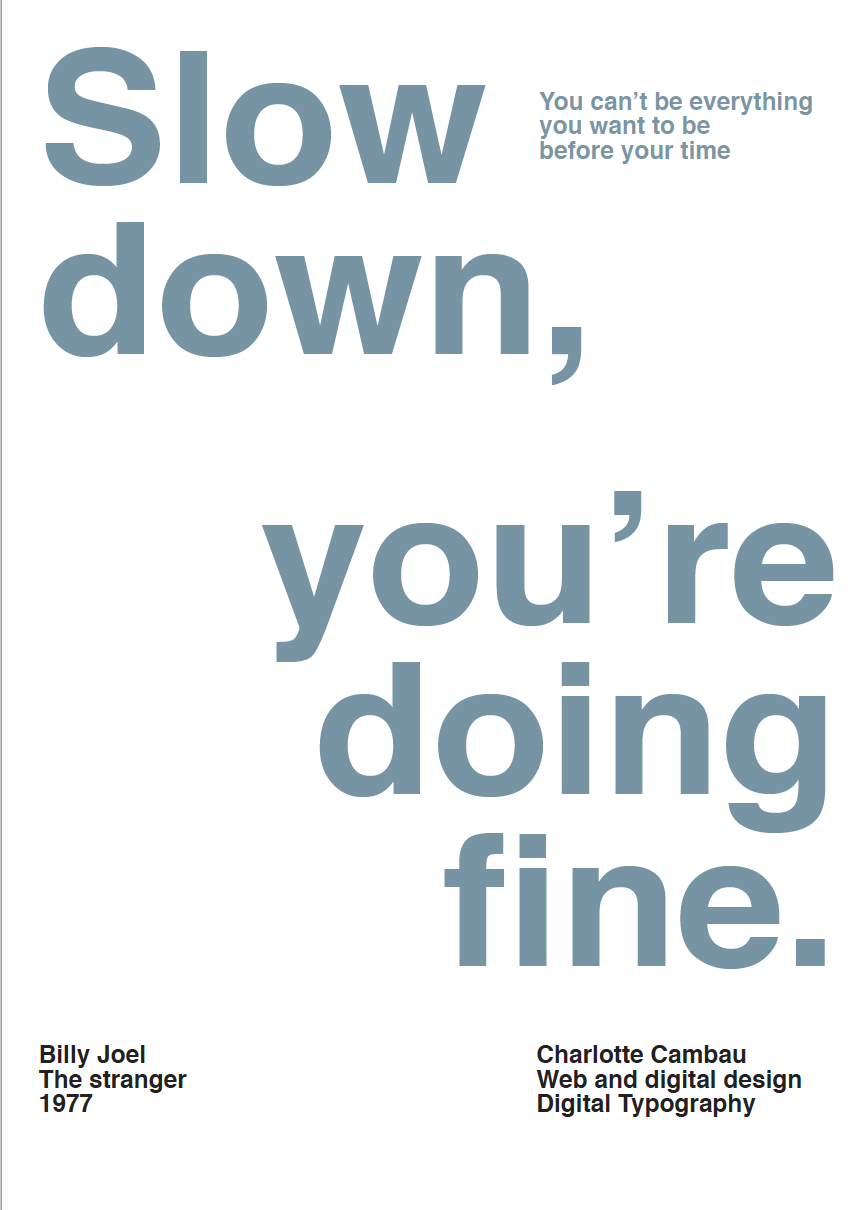 Slow
down,
You can’t be everything
you want to be
before your time
you’re
doing
fine.
Billy Joel
The stranger
1977
Charlotte Cambau
Web and digital design
Digital Typography